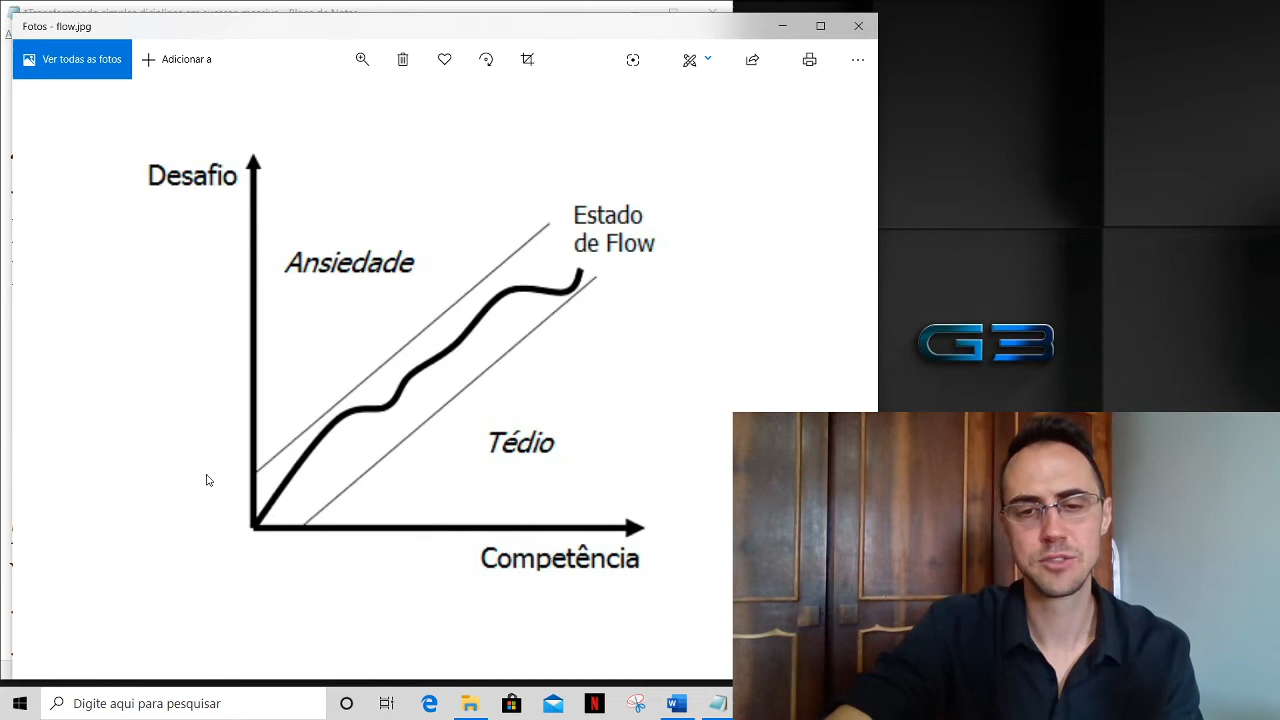 Fotos - flow.jpg
Ver todas as fotos
Adicionar a
Desafio
Estado
de Flow
Ansiedade
Tédio
Competência
G3
Digite aqui para pesquisar